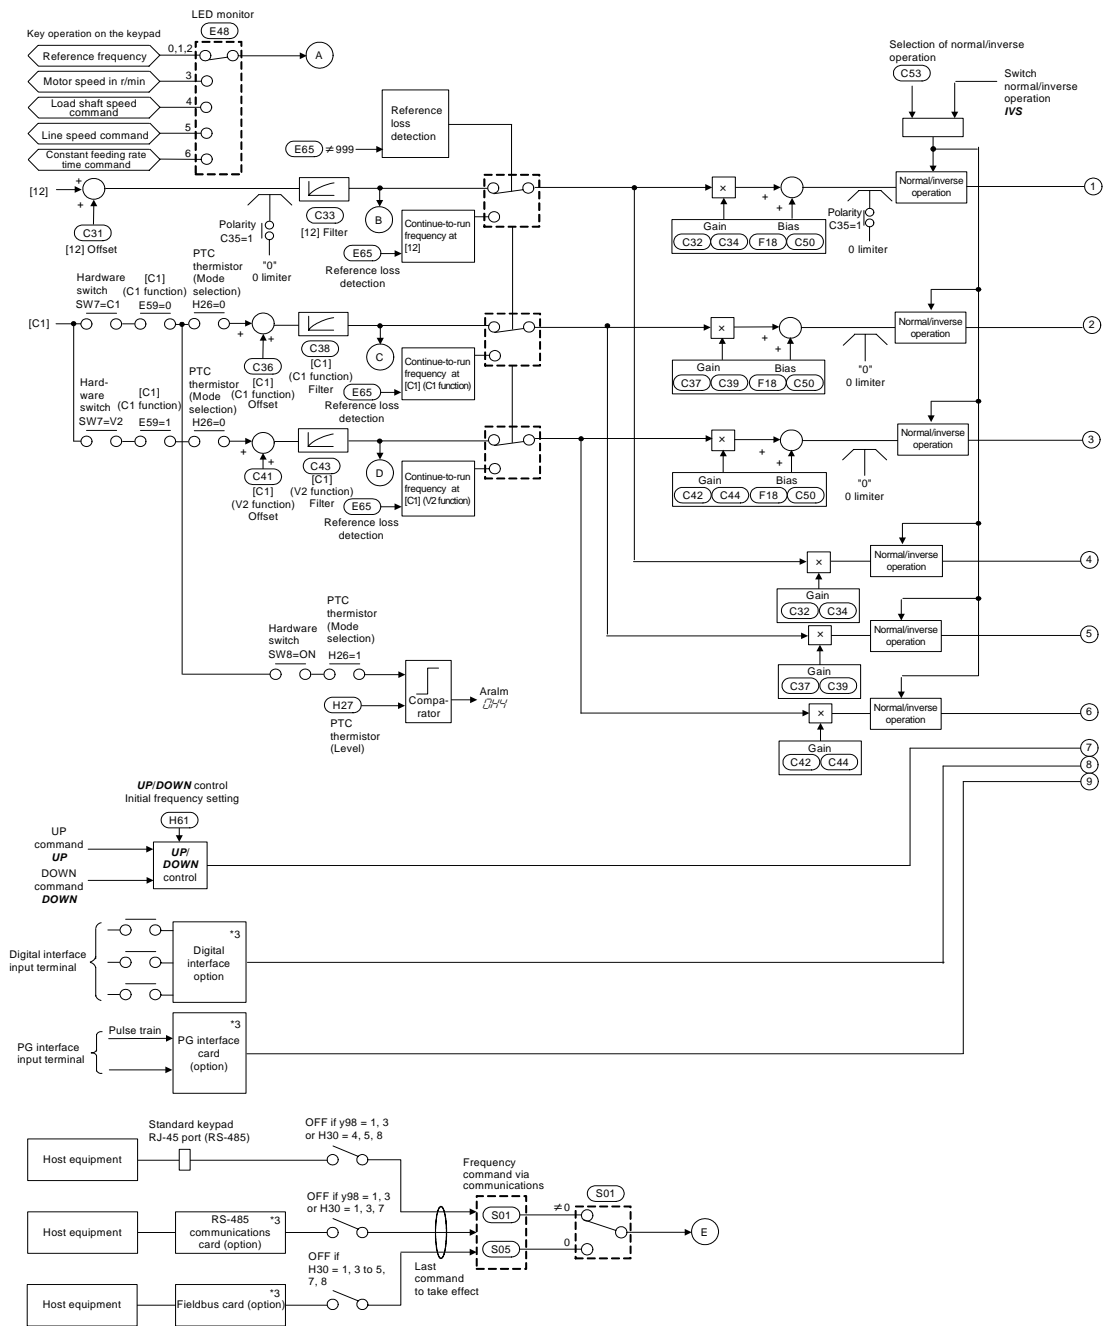 LED monitor
E48
Key operation on the keypad
Reference frequency
0,1,2
A
Motor speed in r/min
3
Load shaft speed
command
4
Line speed command
5
Constant feeding rate
time command
6
Reference
loss
detection
E65 ≠999
Selection of normal/inverse
operation
C53
Switch
normal/inverse
operation
IVS
[12]
+
+
C31
[12] Offset
Polarity
C35=1
"0"
0 limiter
C33
[12] Filter
B
E65
Reference loss
detection
Continue-to-run
frequency at
[12]
×
Gain
C32 C34
+
+
Bias
F18 C50
Polarity
C35=1
0 limiter
Normal/inverse
operation
1
[C1]
Hardware
switch
SW7=C1
[C1]
(C1 function)
E59=0
PTC
thermistor
(Mode
selection)
H26=0
+
+
C36
[C1]
(C1 function)
Offset
C38
[C1]
(C1 function)
Filter
C
E65
Reference loss
detection
Continue-to-run
frequency at
[C1] (C1 function)
×
Gain
C37 C39
+
+
Bias
F18 C50
"0"
0 limiter
Normal/inverse
operation
2
Hard-
ware
switch
SW7=V2
[C1]
(C1 function)
E59=1
PTC
thermistor
(Mode
selection)
H26=0
+
+
C41
[C1]
(V2 function)
Offset
C43
[C1]
(V2 function)
Filter
D
E65
Reference loss
detection
Continue-to-run
frequency at
[C1] (V2 function)
×
Gain
C42 C44
+
+
Bias
F18 C50
"0"
0 limiter
Normal/inverse
operation
3
×
Gain
C32 C34
Normal/inverse
operation
4
×
Gain
C37 C39
Normal/inverse
operation
5
×
Gain
C42 C44
Normal/inverse
operation
6
Hardware
switch
SW8=ON
PTC
thermistor
(Mode
selection)
H26=1
H27
PTC
thermistor
(Level)
Compa-
rator
Aralm
0H4
7
8
9
UP/DOWN control
Initial frequency setting
H61
UP
command
UP
DOWN
command
DOWN
UP/
DOWN
control
Digital interface
input terminal
*3
Digital
interface
option
PG interface
input terminal
Pulse train
*3
PG interface
card
(option)
Host equipment
Standard keypad
RJ-45 port (RS-485)
OFF if y98 = 1, 3
or H30 = 4, 5, 8
Host equipment
RS-485 *3
communications
card (option)
OFF if y98 = 1, 3
or H30 = 1, 3, 7
Host equipment
*3
Fieldbus card (option)
OFF if
H30 = 1, 3 to 5,
7, 8
Last
command
to take effect
Frequency
command via
communications
S01
S05
≠0
0
S01
E